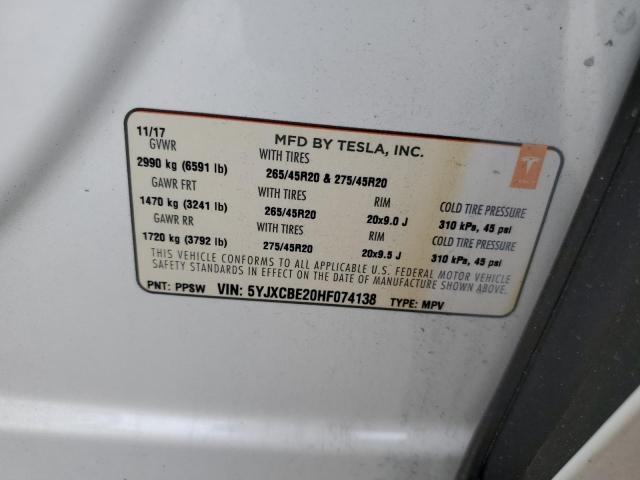 11/17 MFD BY TESLA, INC.
GVWR WITH TIRES
2990 kg (6591 lb) 265/45R20 & 275/45R20
GAWR FRT WITH TIRES RIM COLD TIRE PRESSURE
1470 kg (3241 lb) 265/45R20 20x9.0 J 310 kPa, 45 psi
GAWR RR WITH TIRES RIM COLD TIRE PRESSURE
1720 kg (3792 lb) 275/45R20 20x9.5 J 310 kPa, 45 psi
THIS VEHICLE CONFORMS TO ALL APPLICABLE U.S. FEDERAL MOTOR VEHICLE
SAFETY STANDARDS IN EFFECT ON THE DATE OF MANUFACTURE SHOWN ABOVE.
PNT: PPSW VIN: 5YJXCBE20HF074138 TYPE: MPV